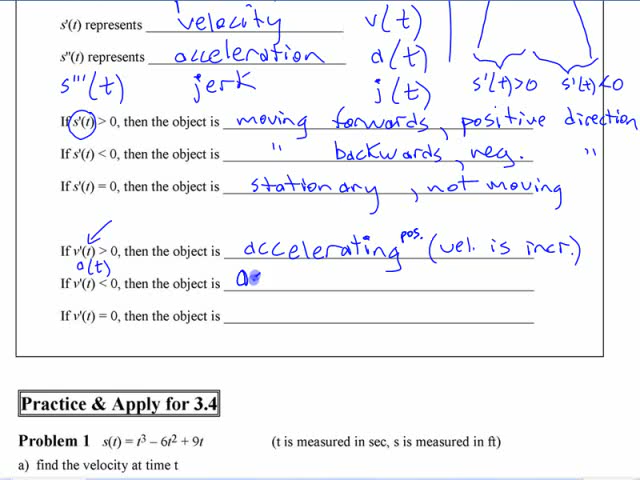 s'(t) represents velocity v(t)
s"(t) represents acceleration a(t)
s'''(t) jerk j(t) s'(t)>0 s'(t)<0
If s'(t) > 0, then the object is moving forwards, positive direction
If s'(t) < 0, then the object is " backwards, neg. "
If s'(t) = 0, then the object is stationary, not moving
If v'(t) > 0, then the object is accelerating pos. (vel. is incr.)
a(t)
If v'(t) < 0, then the object is a
If v'(t) = 0, then the object is
Practice & Apply for 3.4
Problem 1 s(t) = t³ – 6t² + 9t (t is measured in sec, s is measured in ft)
a) find the velocity at time t